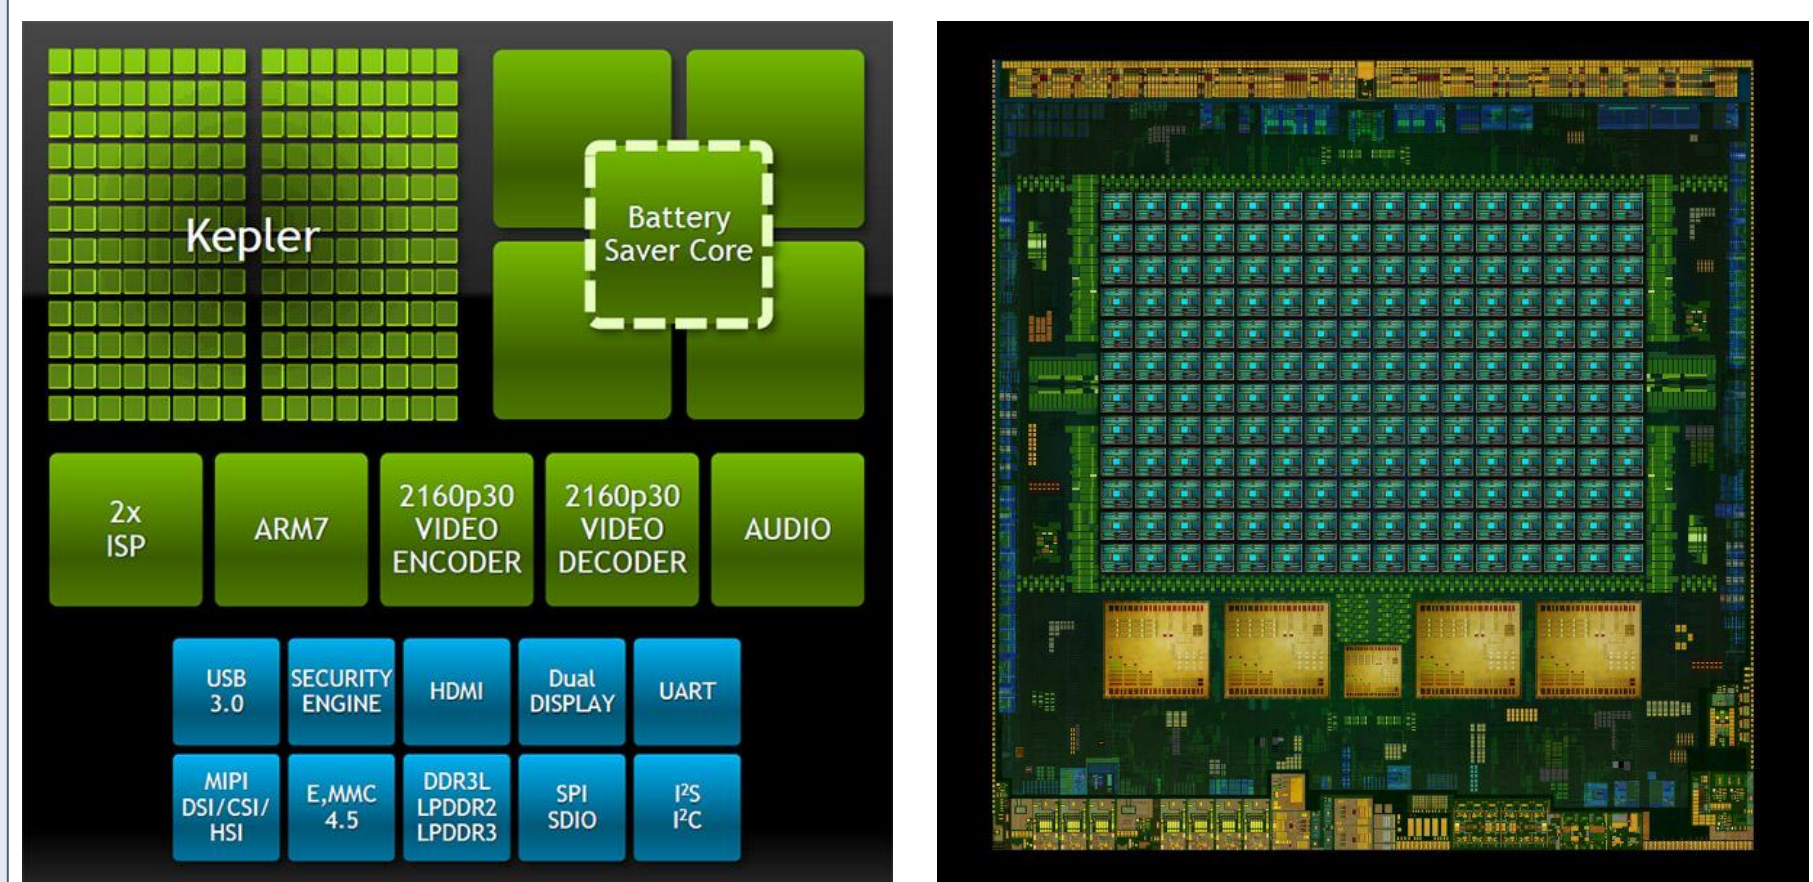 Kepler
Battery
Saver Core
2x
ISP
ARM7
2160p30
VIDEO
ENCODER
2160p30
VIDEO
DECODER
AUDIO
USB
3.0
SECURITY
ENGINE
HDMI
Dual
DISPLAY
UART
MIPI
DSI/CSI/
HSI
E,MMC
4.5
DDR3L
LPDDR2
LPDDR3
SPI
SDIO
I²S
I²C